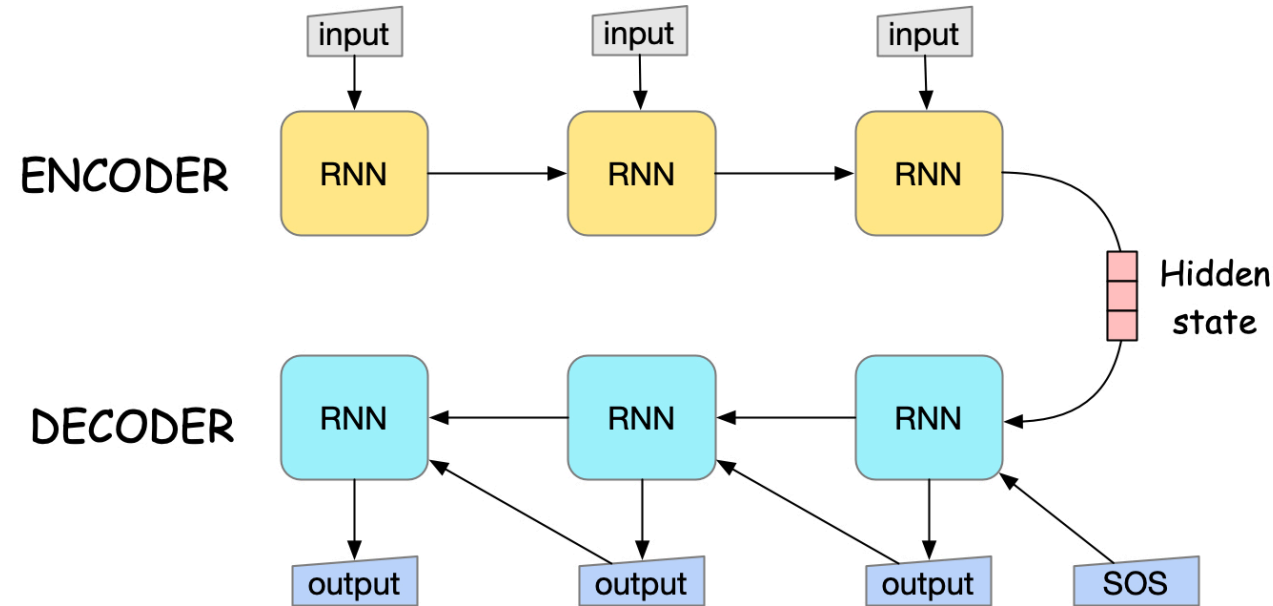 input
input
input
ENCODER
RNN
RNN
RNN
Hidden
state
DECODER
RNN
RNN
RNN
output
output
output
SOS